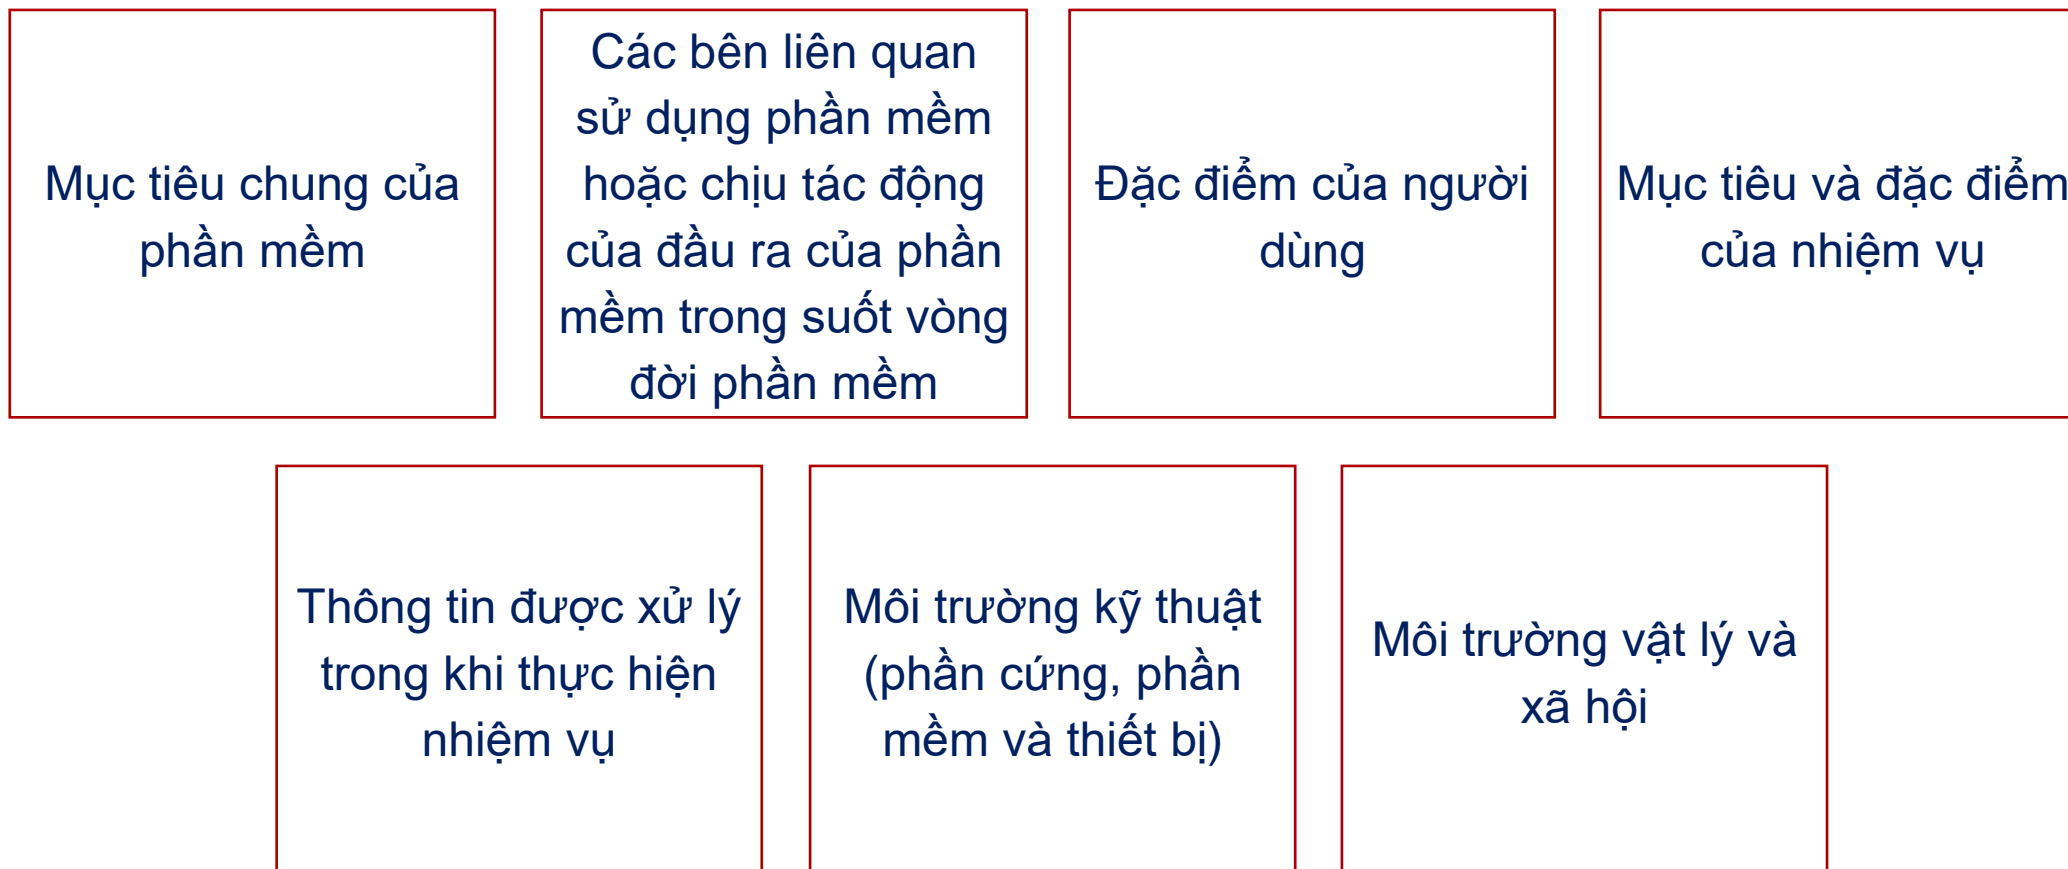 Mục tiêu chung của
phần mềm
Các bên liên quan
sử dụng phần mềm
hoặc chịu tác động
của đầu ra của phần
mềm trong suốt vòng
đời phần mềm
Đặc điểm của người
dùng
Mục tiêu và đặc điểm
của nhiệm vụ
Thông tin được xử lý
trong khi thực hiện
nhiệm vụ
Môi trường kỹ thuật
(phần cứng, phần
mềm và thiết bị)
Môi trường vật lý và
xã hội